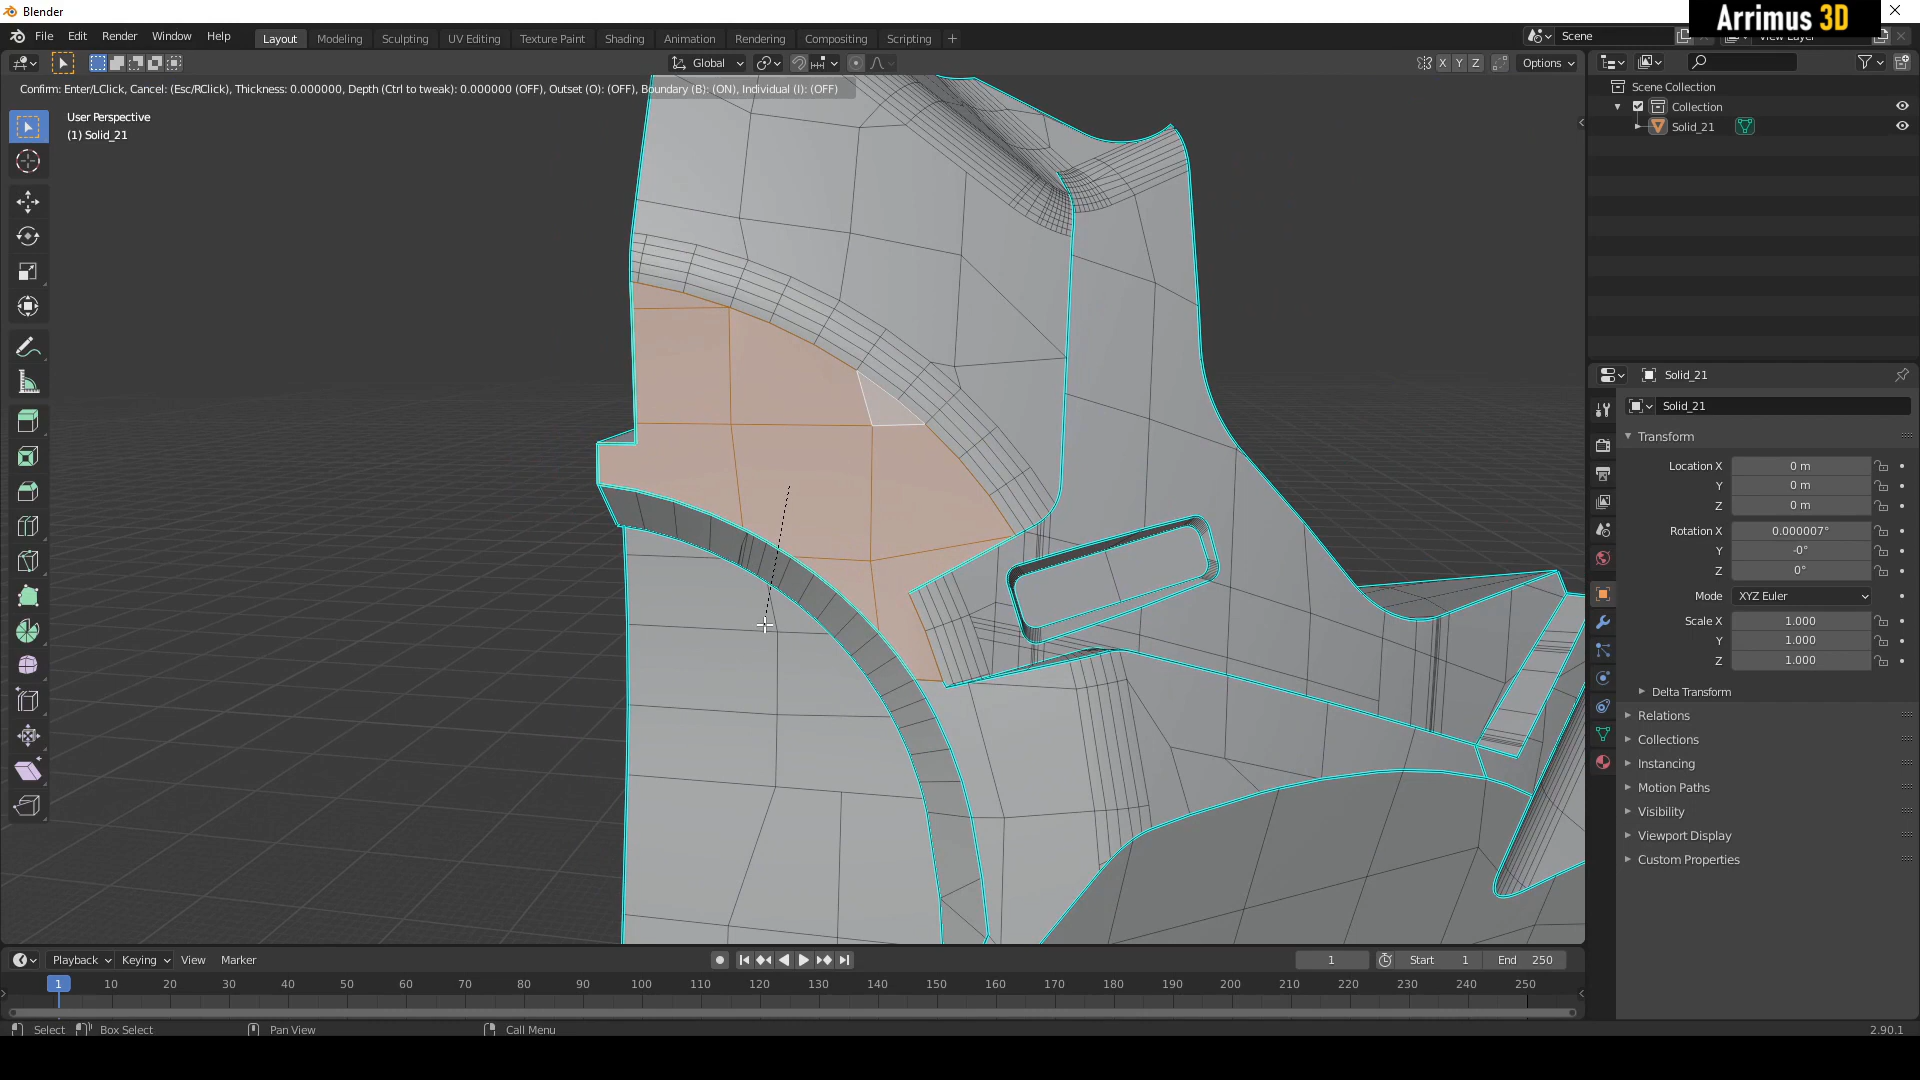 Blender
Arrimus 3D
File Edit Render Window Help
Layout Modeling Sculpting UV Editing Texture Paint Shading Animation Rendering Compositing Scripting
Scene
View Layer
Global
X Y Z
Options
Confirm: Enter/LClick, Cancel: (Esc/RClick), Thickness: 0.000000, Depth (Ctrl to tweak): 0.000000 (OFF), Outset (O): (OFF), Boundary (B): (ON), Individual (I): (OFF)
User Perspective
(1) Solid_21
Scene Collection
Collection
Solid_21
Solid_21
Solid_21
Transform
Location X 0 m
Y 0 m
Z 0 m
Rotation X 0.000007°
Y -0°
Z 0°
Mode XYZ Euler
Scale X 1.000
Y 1.000
Z 1.000
Delta Transform
Relations
Collections
Instancing
Motion Paths
Visibility
Viewport Display
Custom Properties
Playback Keying View Marker
1 Start 1 End 250
1 10 20 30 40 50 60 70 80 90 100 110 120 130 140 150 160 170 180 190 200 210 220 230 240 250
Select Box Select Pan View Call Menu
2.90.1